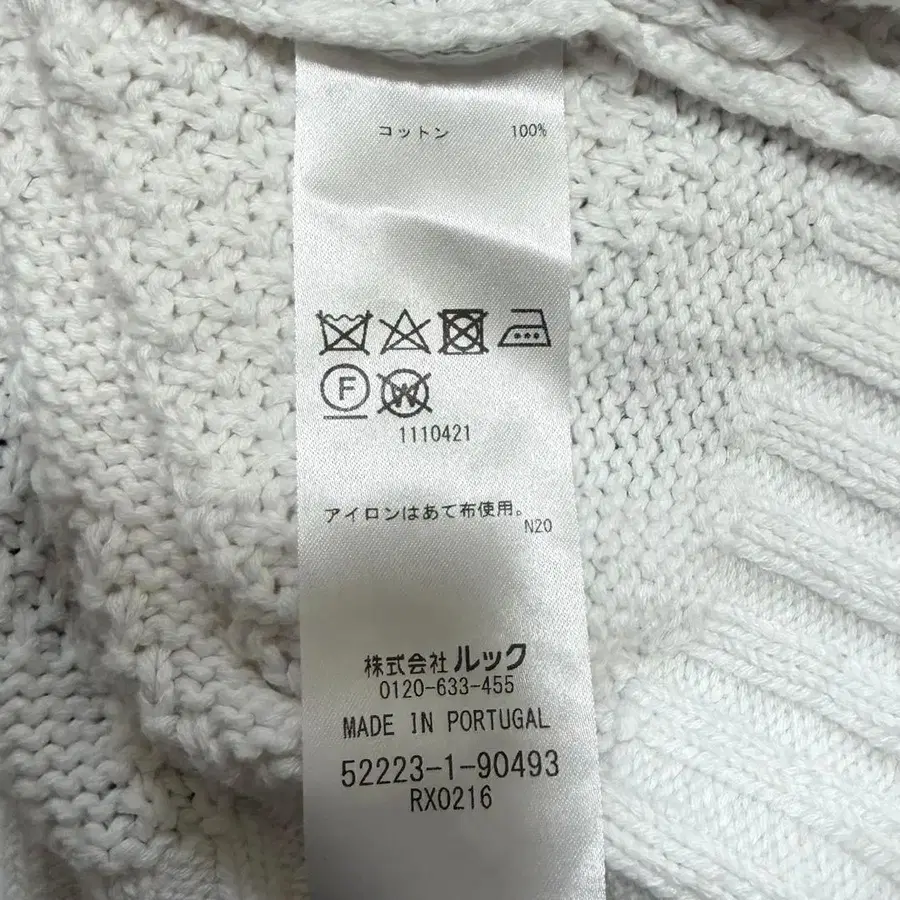 コットン 100%
F W
1110421
アイロンはあて布使用。
N20
株式会社 ルック
0120-633-455
MADE IN PORTUGAL
52223-1-90493
RX0216